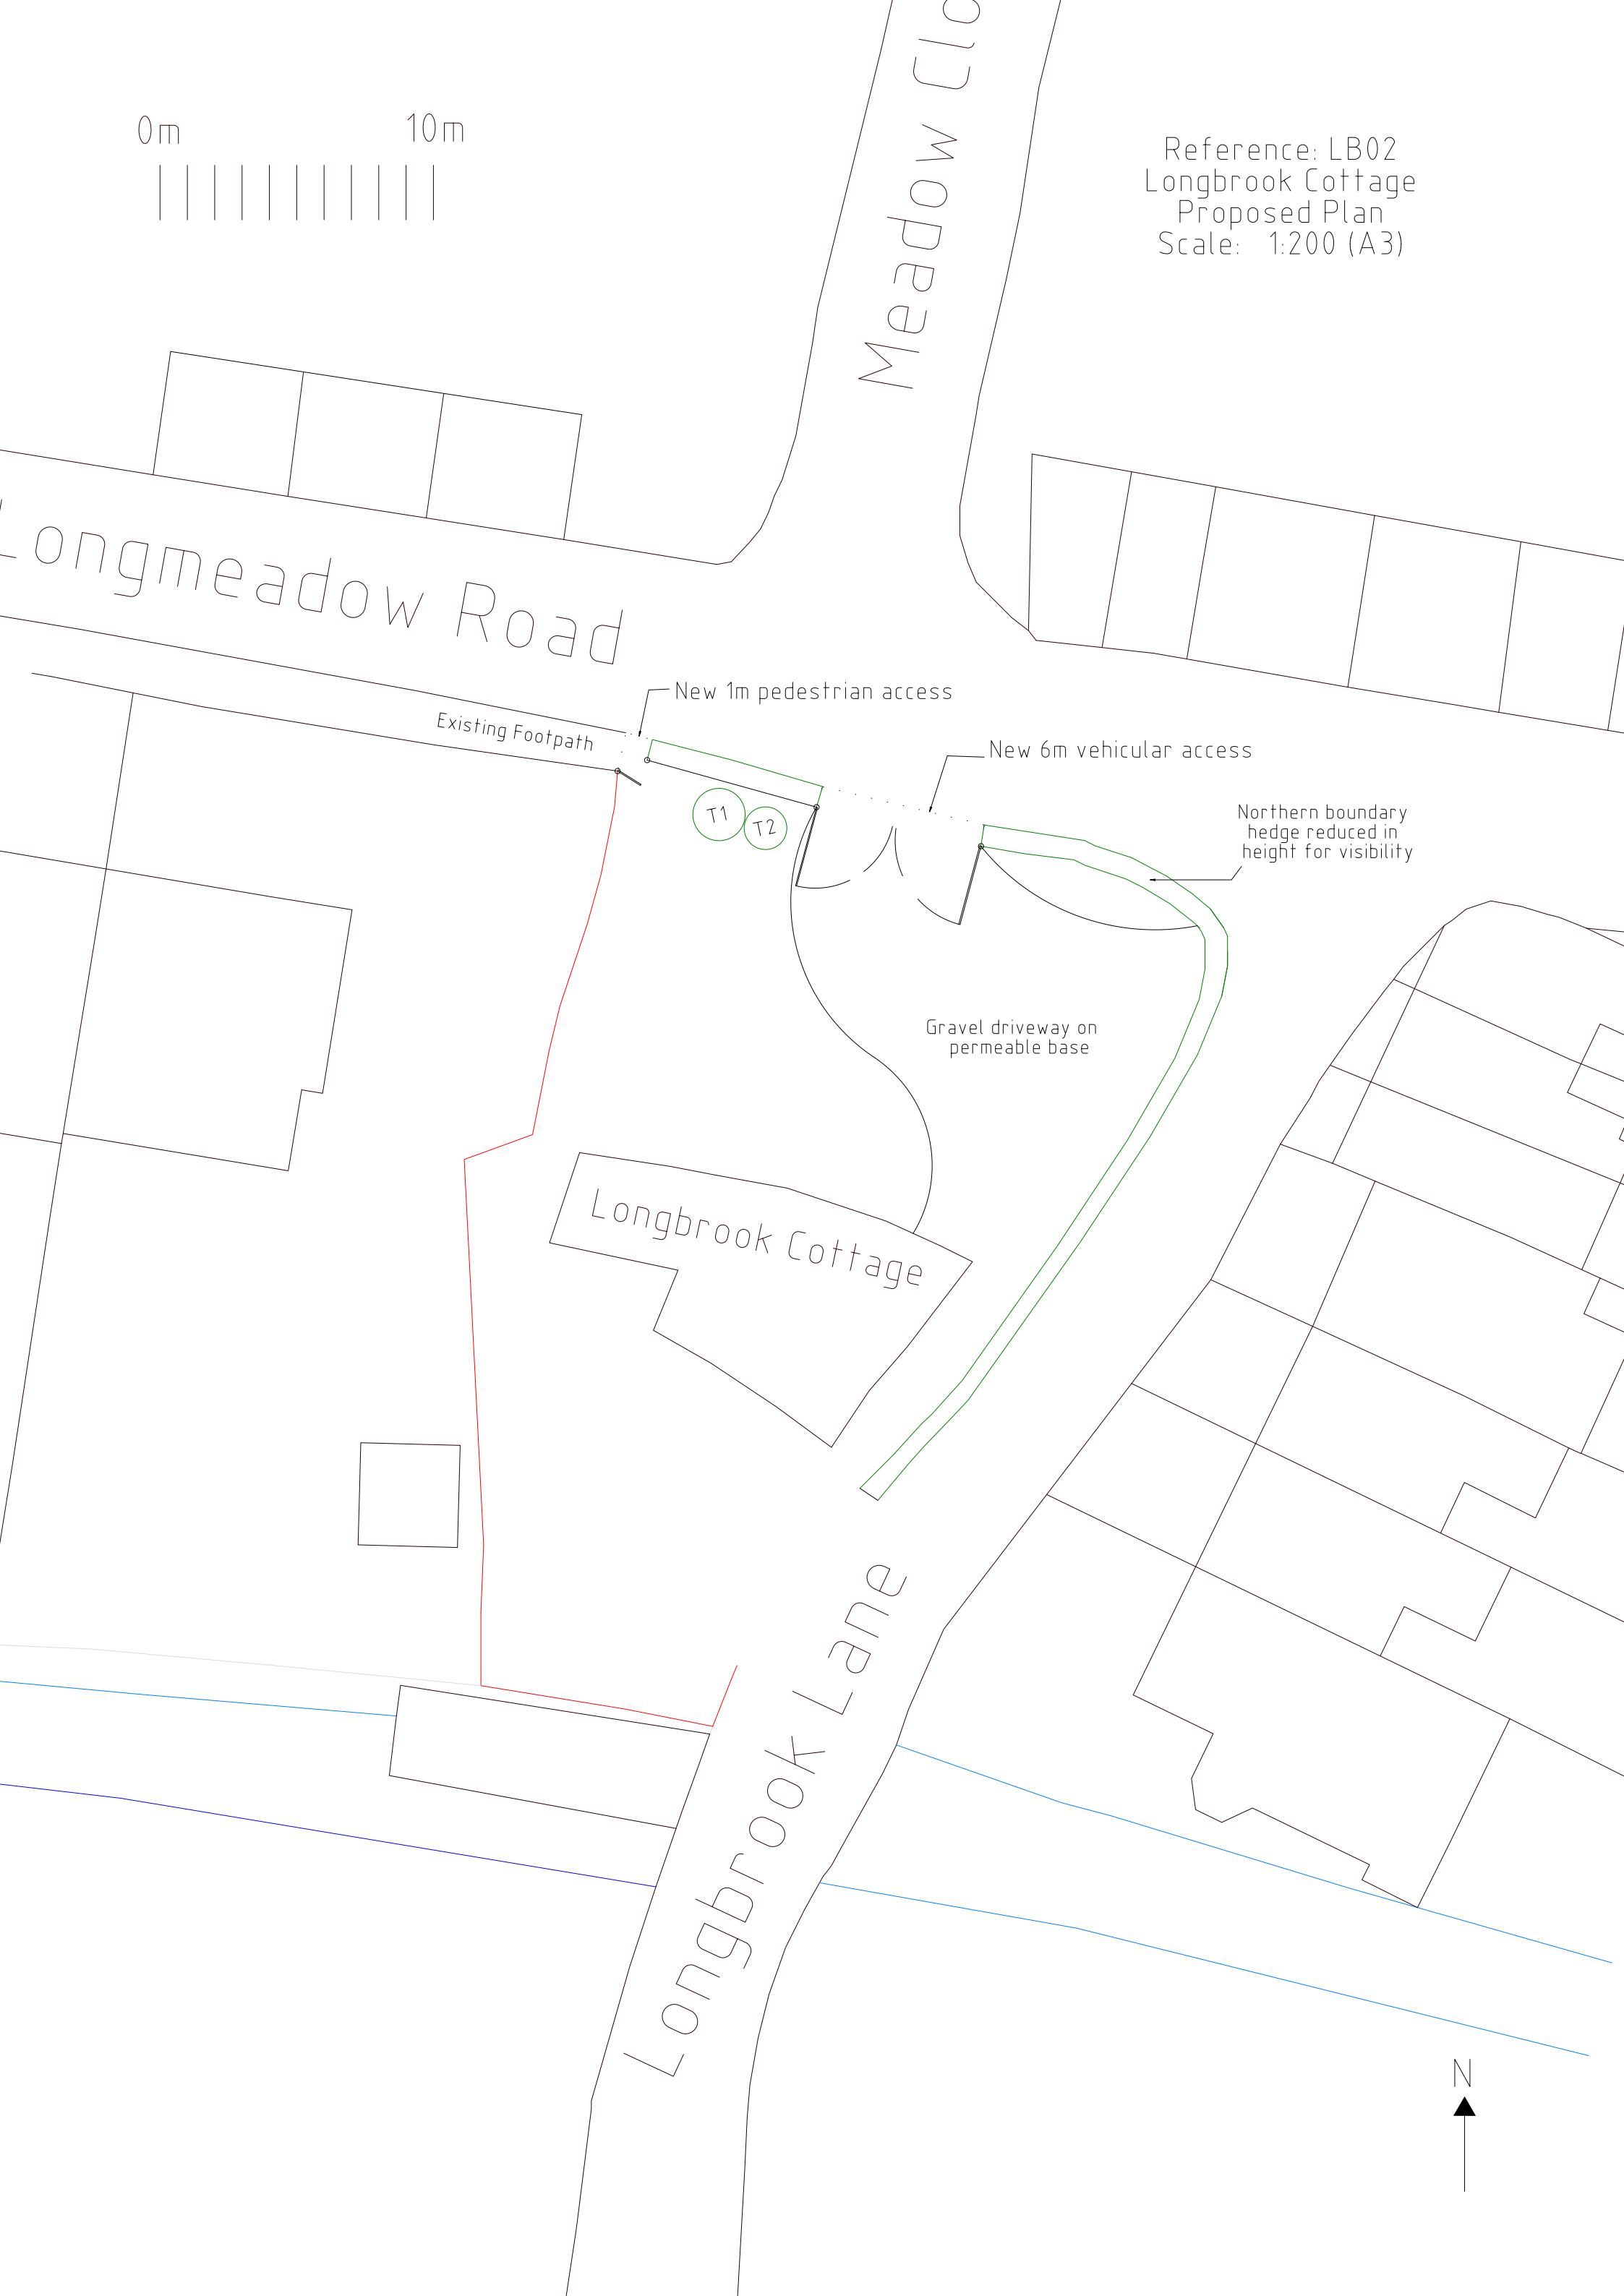 Meadow Clo
0m
10m
Reference: LB02
Longbrook Cottage
Proposed Plan
Scale: 1:200 (A3)
Longmeadow Road
New 1m pedestrian access
Existing Footpath
New 6m vehicular access
T1
T2
Northern boundary
hedge reduced in
height for visibility
Gravel driveway on
permeable base
Longbrook Cottage
Longbrook Lane
N